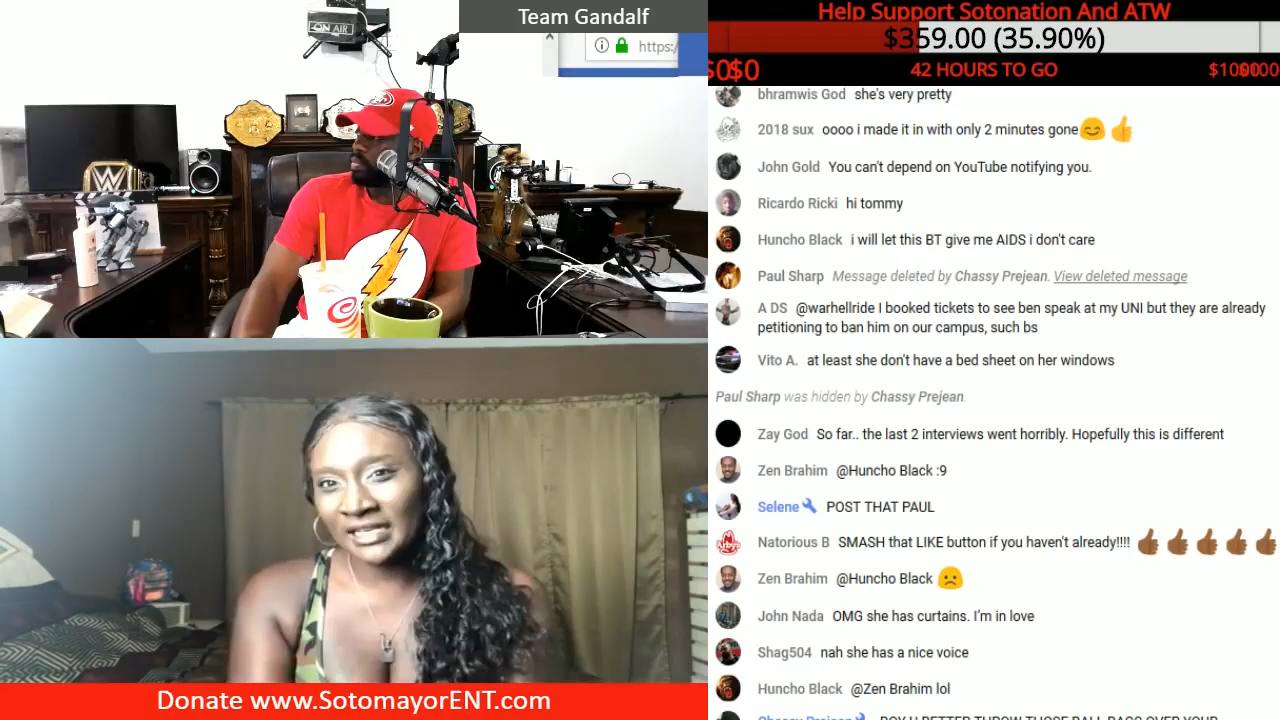 Team Gandalf
ON AIR
https:/
W
Help Support Sotonation And ATW
$359.00 (35.90%)
$0
42 HOURS TO GO
bhramwis God she's very pretty
2018 sux oooo i made it in with only 2 minutes gone😊👍
John Gold You can't depend on YouTube notifying you.
Ricardo Ricki hi tommy
Huncho Black i will let this BT give me AIDS i don't care
Paul Sharp Message deleted by Chassy Prejean. View deleted message
A DS @warhellride I booked tickets to see ben speak at my UNI but they are already
petitioning to ban him on our campus, such bs
Vito A. at least she don't have a bed sheet on her windows
Paul Sharp was hidden by Chassy Prejean.
Zay God So far.. the last 2 interviews went horribly. Hopefully this is different
Zen Brahim @Huncho Black :9
Selene POST THAT PAUL
Arby's
Natorious B SMASH that LIKE button if you haven't already!!!! 👍🏾👍🏾👍🏾👍🏾👍🏾
Zen Brahim @Huncho Black ☹️
John Nada OMG she has curtains. I'm in love
Shag504 nah she has a nice voice
Huncho Black @Zen Brahim lol
Donate www.SotomayorENT.com